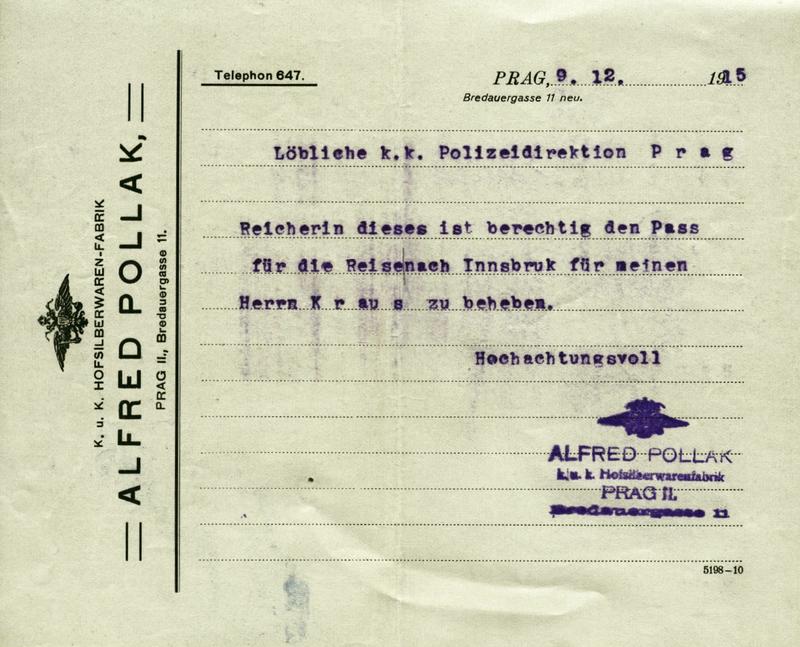 K. u. K. HOFSILBERWAREN-FABRIK
ALFRED POLLAK,
PRAG II., Bredauergasse 11.
Telephon 647.
PRAG, 9. 12. 1915
Bredauergasse 11 neu.
Löbliche k.k. Polizeidirektion P r a g
Reicherin dieses ist berechtig den Pass
für die Reisenach Innsbruk für meinen
Herrn K r au s zu beheben.
Hochachtungsvoll
ALFRED POLLAK
k.u. k. Hofsilberwarenfabrik
PRAG II.
Bredauergasse 11
5198-10